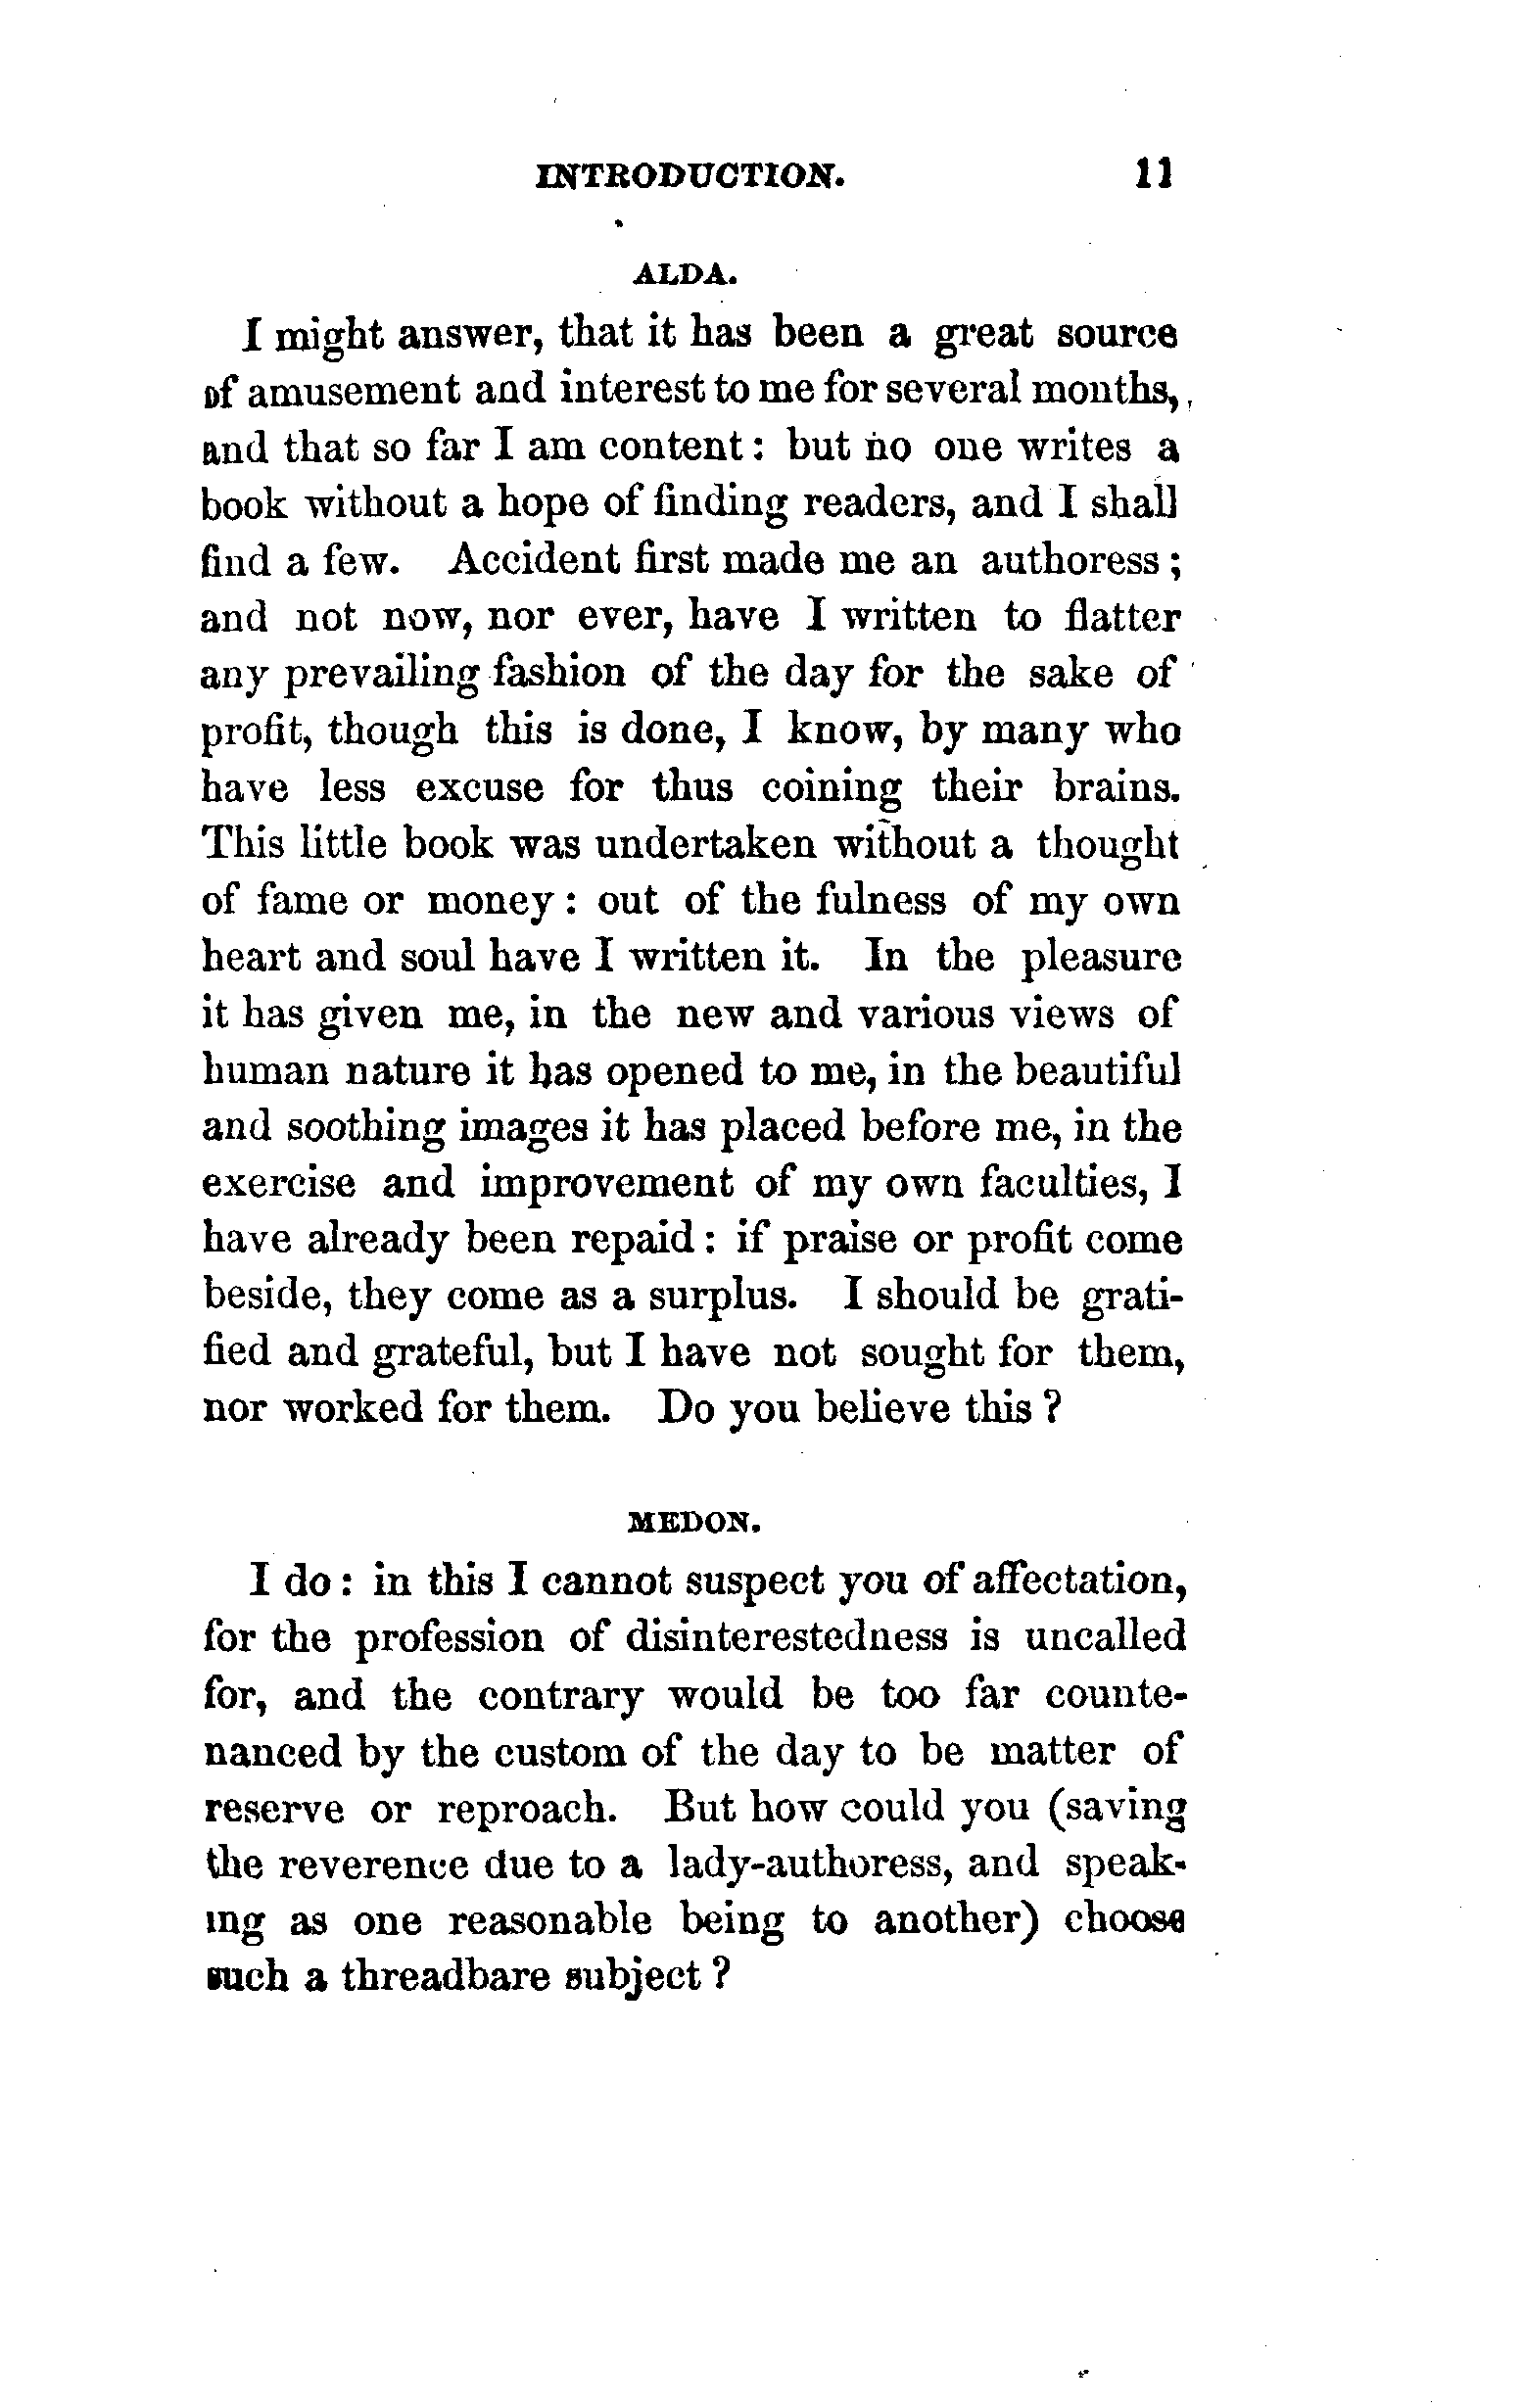 INTRODUCTION. 11
ALDA.
I might answer, that it has been a great source
of amusement and interest to me for several months,
and that so far I am content: but no one writes a
book without a hope of finding readers, and I shall
find a few. Accident first made me an authoress;
and not now, nor ever, have I written to flatter
any prevailing fashion of the day for the sake of
profit, though this is done, I know, by many who
have less excuse for thus coining their brains.
This little book was undertaken without a thought
of fame or money: out of the fulness of my own
heart and soul have I written it. In the pleasure
it has given me, in the new and various views of
human nature it has opened to me, in the beautiful
and soothing images it has placed before me, in the
exercise and improvement of my own faculties, I
have already been repaid: if praise or profit come
beside, they come as a surplus. I should be grati-
fied and grateful, but I have not sought for them,
nor worked for them. Do you believe this?
MEDON.
I do: in this I cannot suspect you of affectation,
for the profession of disinterestedness is uncalled
for, and the contrary would be too far counte-
nanced by the custom of the day to be matter of
reserve or reproach. But how could you (saving
the reverence due to a lady-authoress, and speak-
ing as one reasonable being to another) choose
such a threadbare subject?